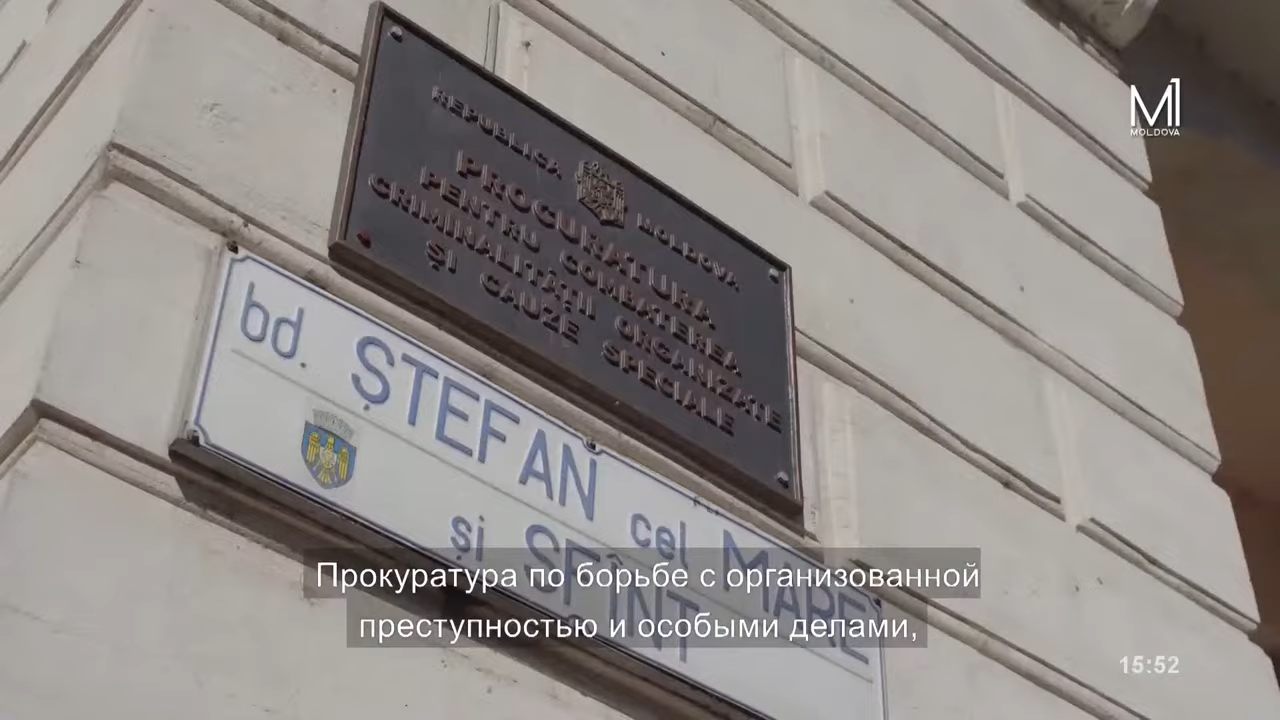 M1
MOLDOVA
REPUBLICA MOLDOVA
PROCURATURA
PENTRU COMBATEREA
CRIMINALITĂȚII ORGANIZATE
ȘI CAUZE SPECIALE
bd. ȘTEFAN cel MARE
și SFÎNT
Прокуратура по борьбе с организованной
преступностью и особыми делами,
15:52